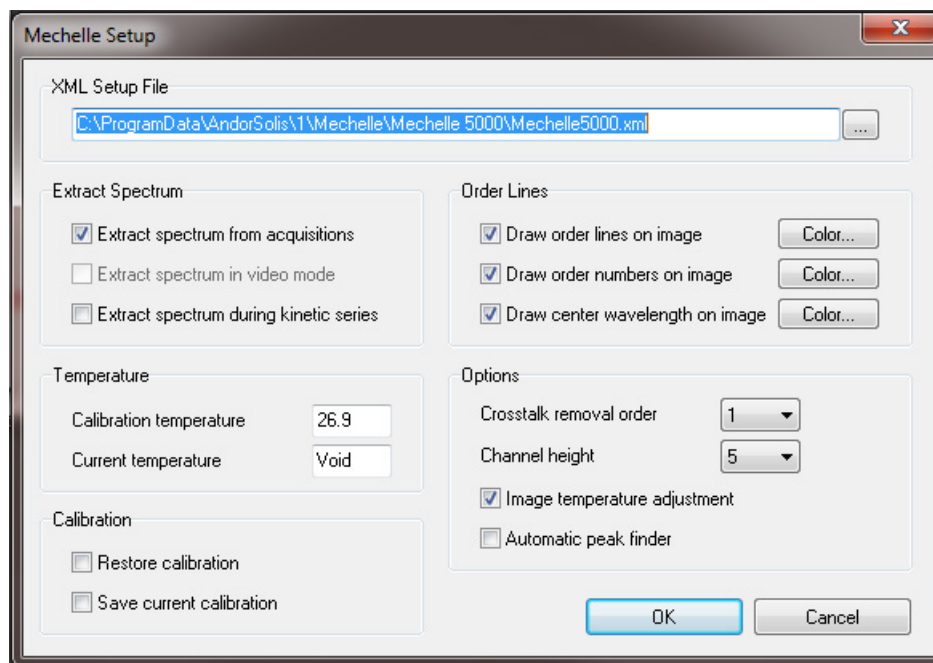 Mechelle Setup
XML Setup File
C:\ProgramData\AndorSolis\1\Mechelle\Mechelle 5000\Mechelle5000.xml
...
Extract Spectrum
Extract spectrum from acquisitions
Extract spectrum in video mode
Extract spectrum during kinetic series
Order Lines
Draw order lines on image Color...
Draw order numbers on image Color...
Draw center wavelength on image Color...
Temperature
Calibration temperature 26.9
Current temperature Void
Options
Crosstalk removal order 1
Channel height 5
Image temperature adjustment
Automatic peak finder
Calibration
Restore calibration
Save current calibration
OK Cancel